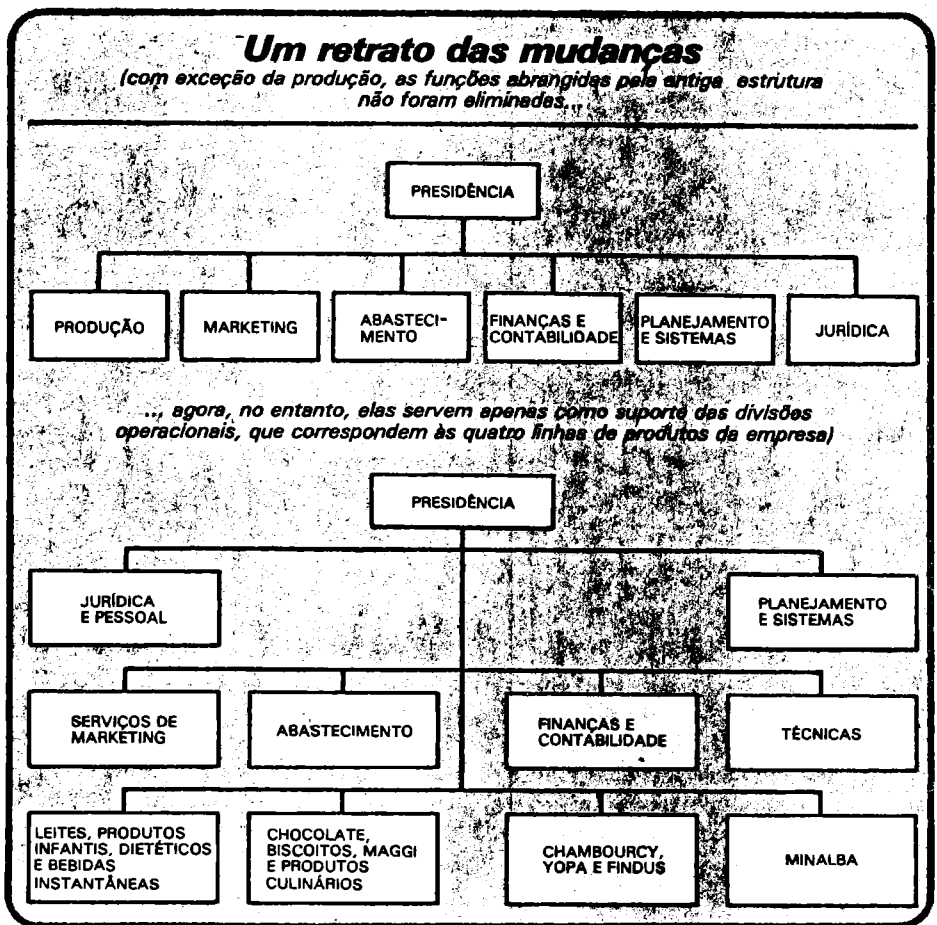 Um retrato das mudanças
(com exceção da produção, as funções abrangidas pela antiga estrutura
não foram eliminadas...
PRESIDÊNCIA
PRODUÇÃO
MARKETING
ABASTECI-
MENTO
FINANÇAS E
CONTABILIDADE
PLANEJAMENTO
E SISTEMAS
JURÍDICA
... agora, no entanto, elas servem apenas como suporte das divisões
operacionais, que correspondem às quatro linhas de produtos da empresa)
PRESIDÊNCIA
JURÍDICA
E PESSOAL
PLANEJAMENTO
E SISTEMAS
SERVIÇOS DE
MARKETING
ABASTECIMENTO
FINANÇAS E
CONTABILIDADE
TÉCNICAS
LEITES, PRODUTOS
INFANTIS, DIETÉTICOS
E BEBIDAS
INSTANTÂNEAS
CHOCOLATE,
BISCOITOS, MAGGI
E PRODUTOS
CULINÁRIOS
CHAMBOURCY,
YOPA E FINDUS
MINALBA